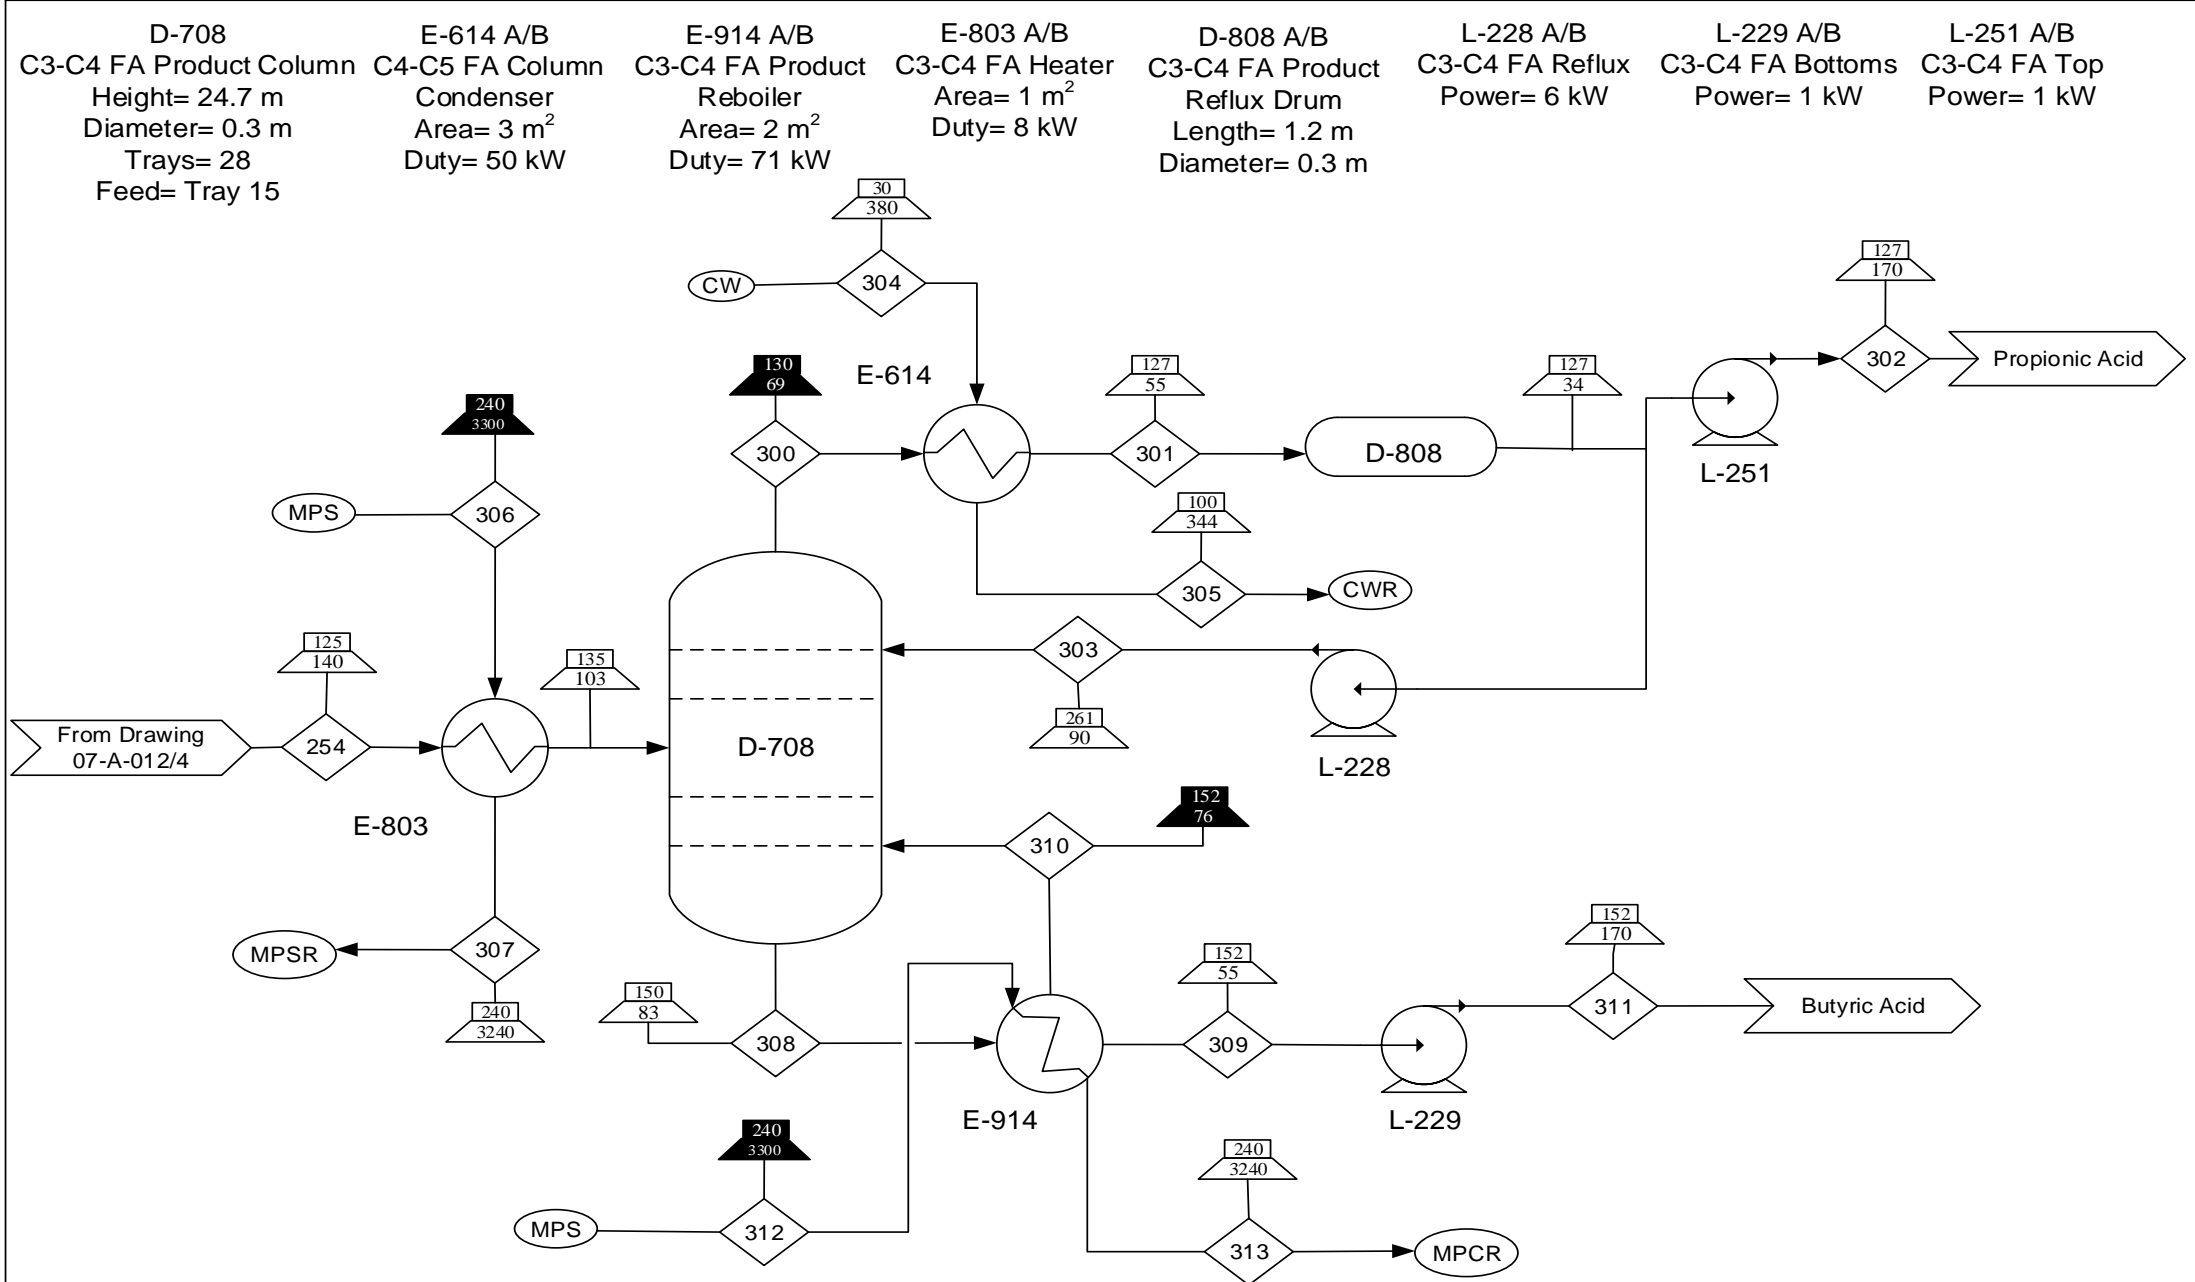 D-708
C3-C4 FA Product Column
Height= 24.7 m
Diameter= 0.3 m
Trays= 28
Feed= Tray 15
E-614 A/B
C4-C5 FA Column
Condenser
Area= 3 m²
Duty= 50 kW
E-914 A/B
C3-C4 FA Product
Reboiler
Area= 2 m²
Duty= 71 kW
E-803 A/B
C3-C4 FA Heater
Area= 1 m²
Duty= 8 kW
D-808 A/B
C3-C4 FA Product
Reflux Drum
Length= 1.2 m
Diameter= 0.3 m
L-228 A/B
C3-C4 FA Reflux
Power= 6 kW
L-229 A/B
C3-C4 FA Bottoms
Power= 1 kW
L-251 A/B
C3-C4 FA Top
Power= 1 kW
30
380
CW
304
127
170
302
Propionic Acid
130
69
E-614
127
55
127
34
240
3300
300
301
D-808
L-251
MPS
306
100
344
305
CWR
125
140
135
103
303
261
90
From Drawing
07-A-012/4
254
D-708
L-228
E-803
152
76
310
MPSR
307
240
3240
150
83
308
152
55
309
152
170
311
Butyric Acid
E-914
L-229
240
3300
MPS
312
240
3240
313
MPCR